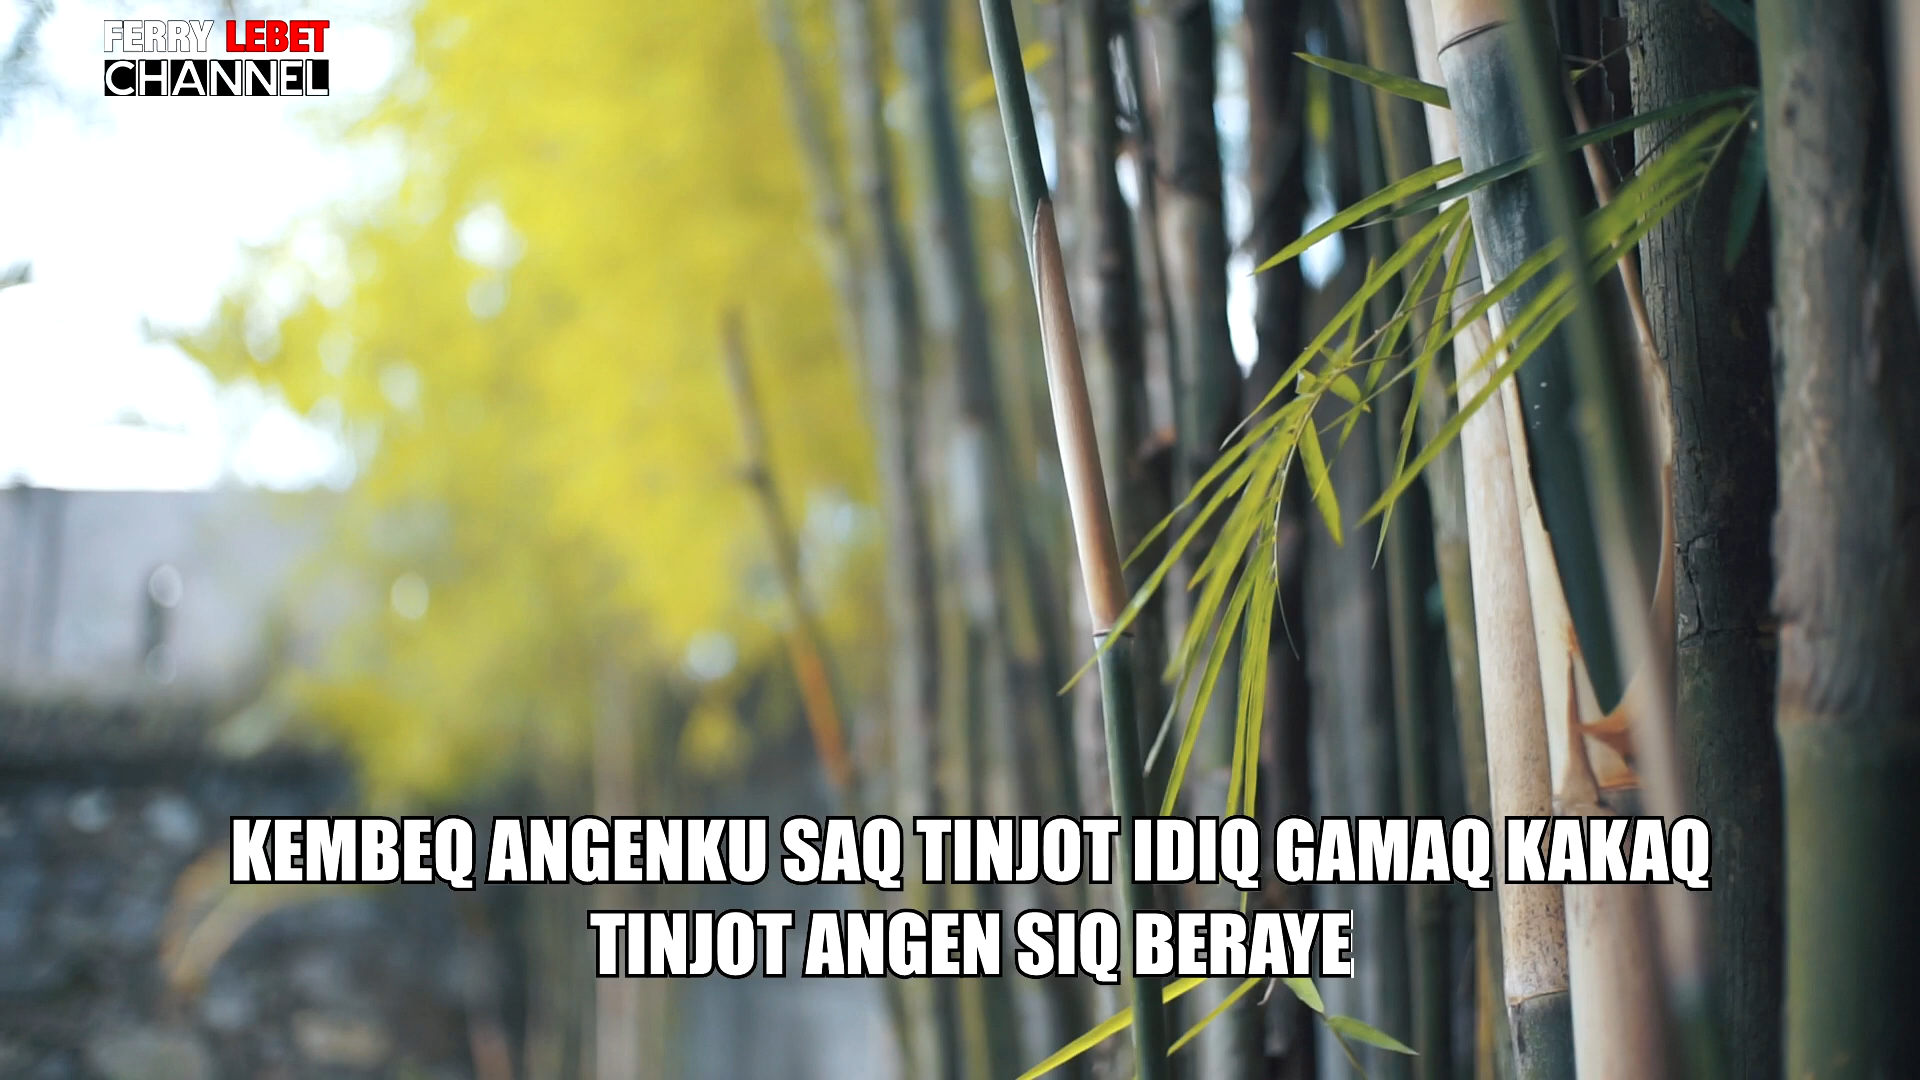 FERRY LEBET
CHANNEL
KEMBEQ ANGENKU SAQ TINJOT IDIQ GAMAQ KAKAQ
TINJOT ANGEN SIQ BERAYE